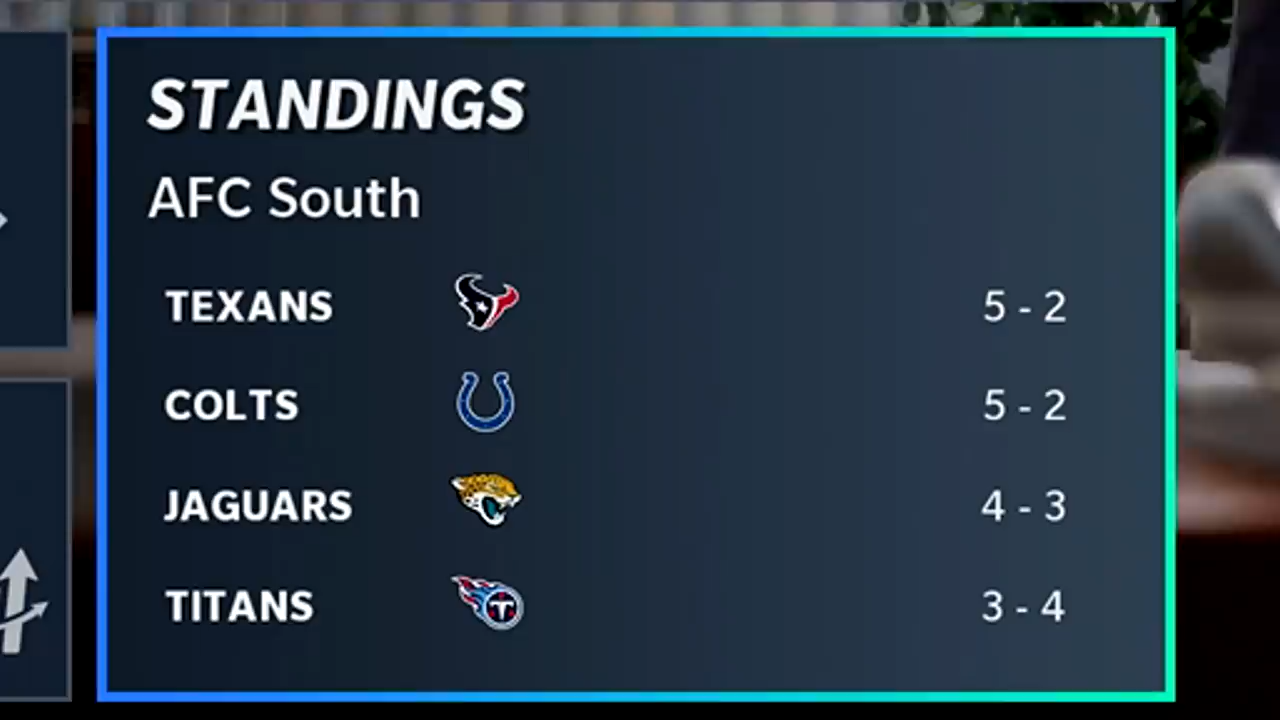 STANDINGS
AFC South
TEXANS 5 - 2
COLTS 5 - 2
JAGUARS 4 - 3
TITANS 3 - 4